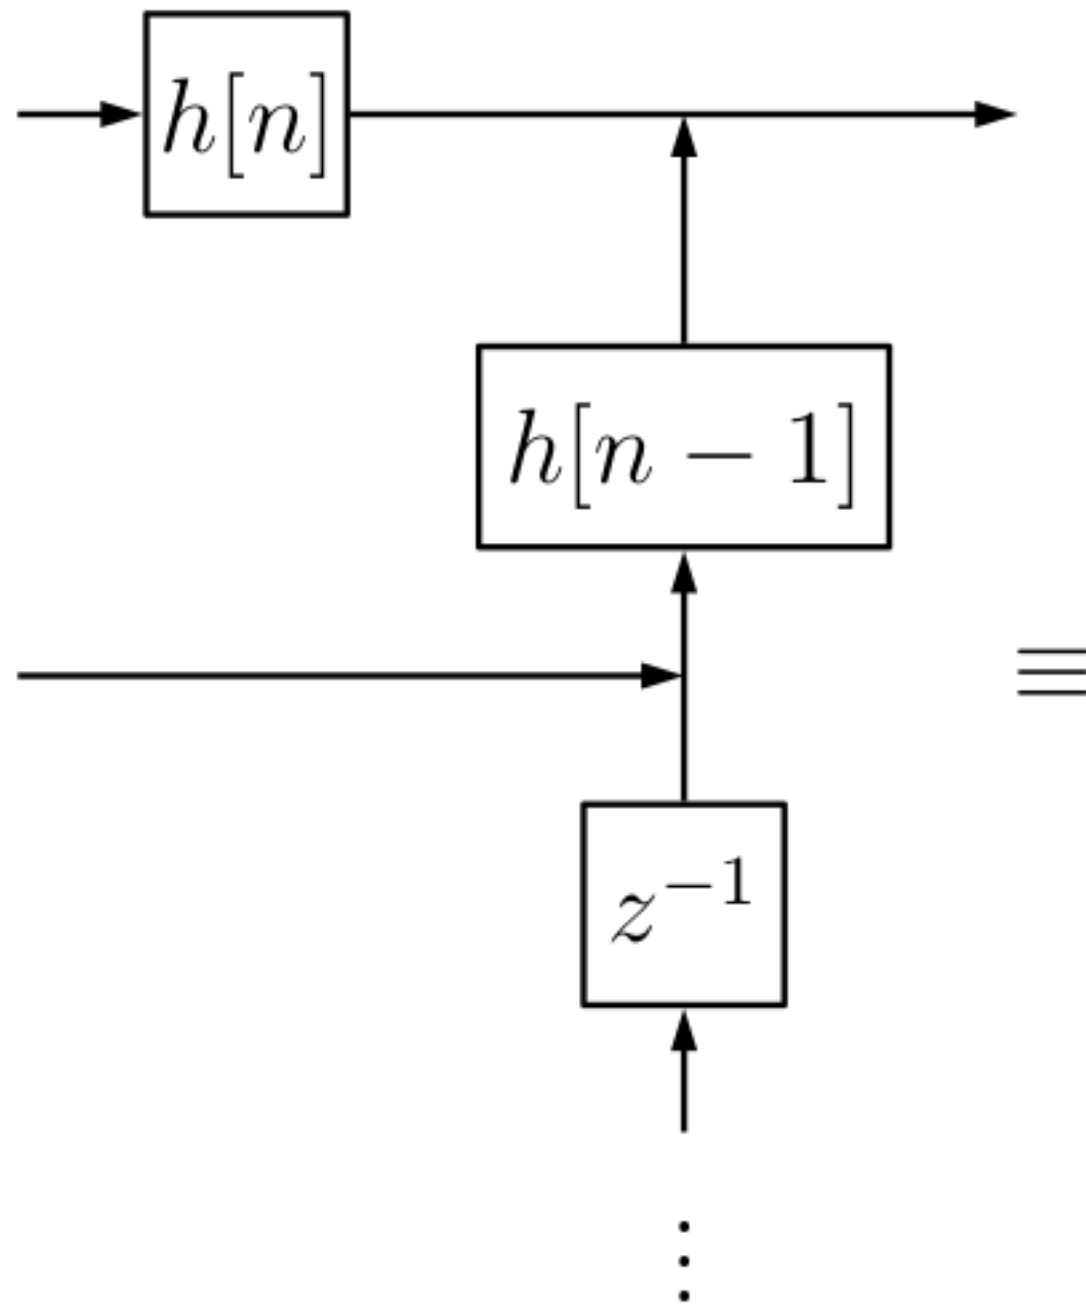 h[n]
h[n − 1]
≡
z⁻¹
⋮